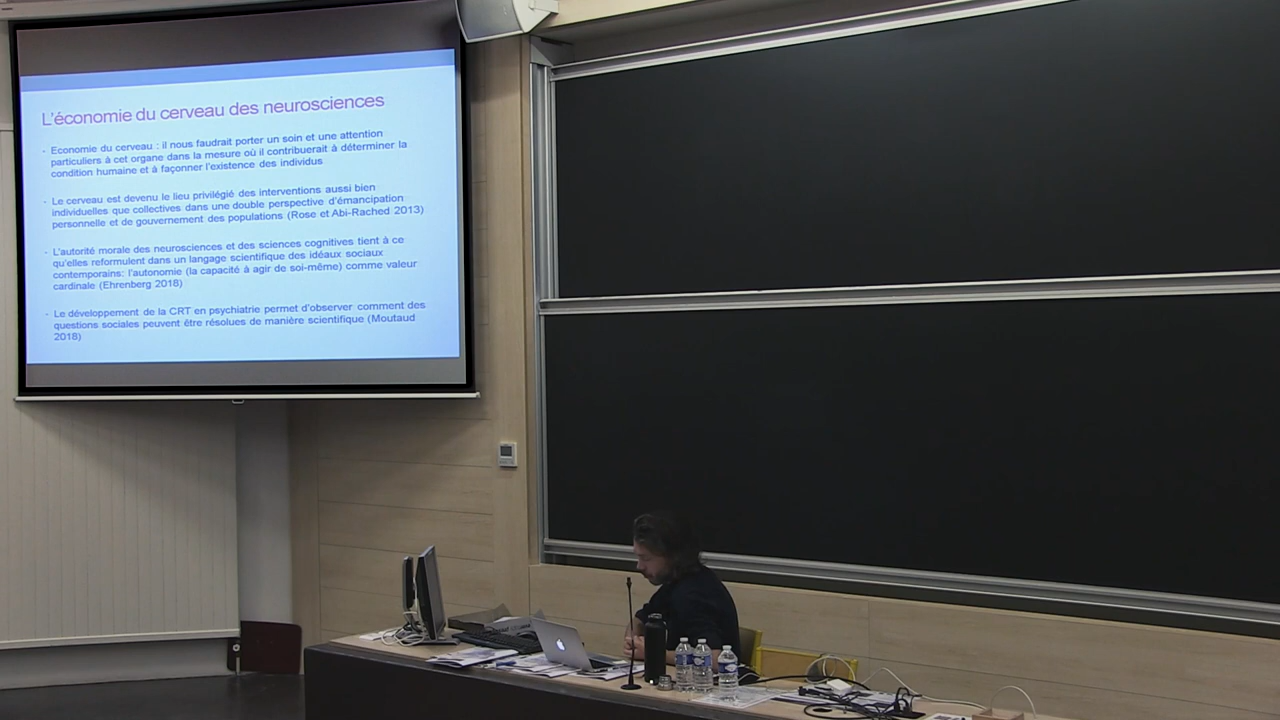 L'économie du cerveau des neurosciences
- Economie du cerveau : il nous faudrait porter un soin et une attention
particuliers à cet organe dans la mesure où il contribuerait à déterminer la
condition humaine et à façonner l'existence des individus
- Le cerveau est devenu le lieu privilégié des interventions aussi bien
individuelles que collectives dans une double perspective d'émancipation
personnelle et de gouvernement des populations (Rose et Abi-Rached 2013)
- L'autorité morale des neurosciences et des sciences cognitives tient à ce
qu'elles reformulent dans un langage scientifique des idéaux sociaux
contemporains: l'autonomie (la capacité à agir de soi-même) comme valeur
cardinale (Ehrenberg 2018)
- Le développement de la CRT en psychiatrie permet d'observer comment des
questions sociales peuvent être résolues de manière scientifique (Moutaud
2018)